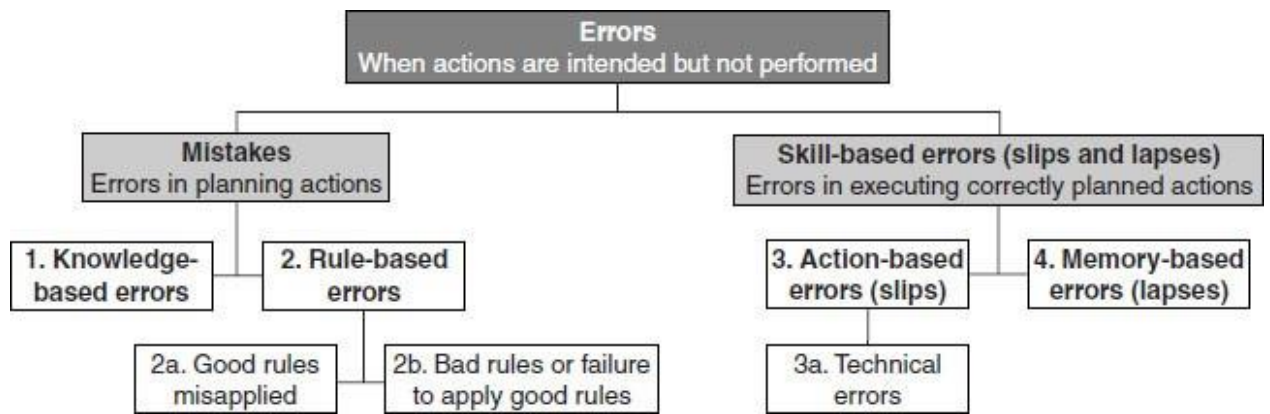 Errors
When actions are intended but not performed
Mistakes
Errors in planning actions
Skill-based errors (slips and lapses)
Errors in executing correctly planned actions
1. Knowledge-
based errors
2. Rule-based
errors
3. Action-based
errors (slips)
4. Memory-based
errors (lapses)
2a. Good rules
misapplied
2b. Bad rules or failure
to apply good rules
3a. Technical
errors